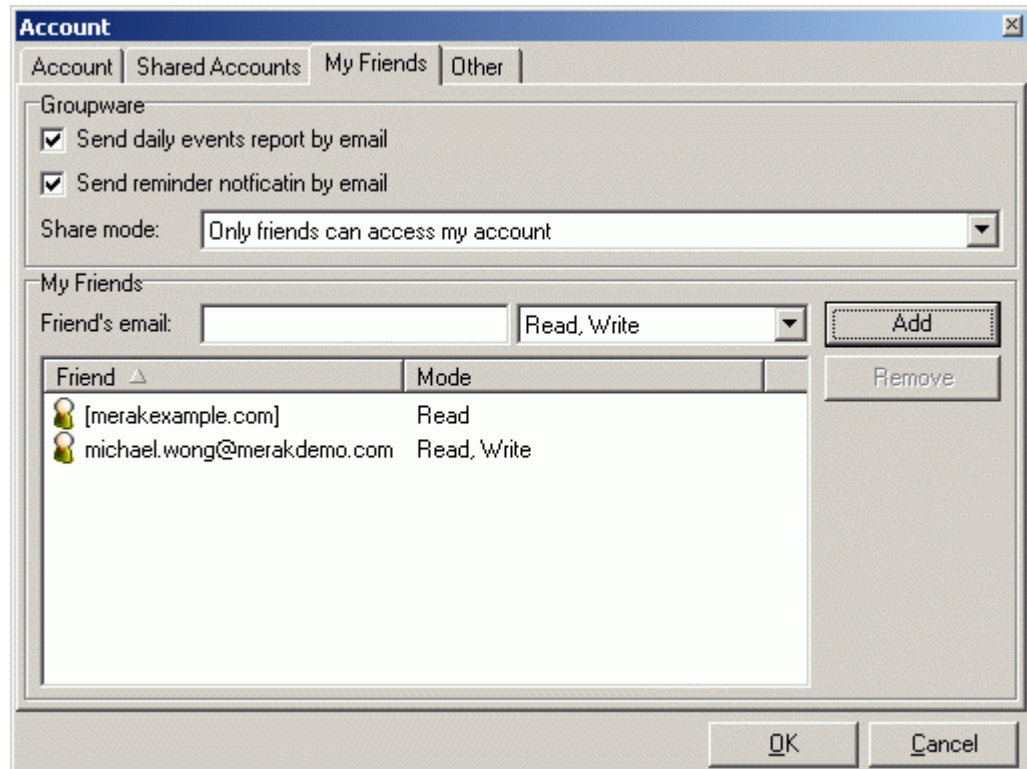 Account
Account Shared Accounts My Friends Other
Groupware
Send daily events report by email
Send reminder notficatin by email
Share mode: Only friends can access my account
My Friends
Friend's email: Read, Write Add
Friend Mode Remove
[merakexample.com] Read
michael.wong@merakdemo.com Read, Write
OK Cancel